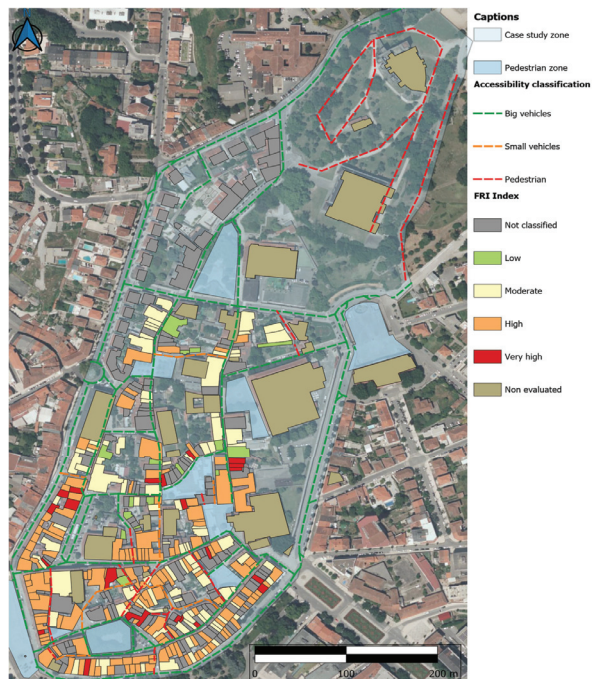 Captions
Case study zone
Pedestrian zone
Accessibility classification
Big vehicles
Small vehicles
Pedestrian
FRI Index
Not classified
Low
Moderate
High
Very high
Non evaluated
0 100 200 m